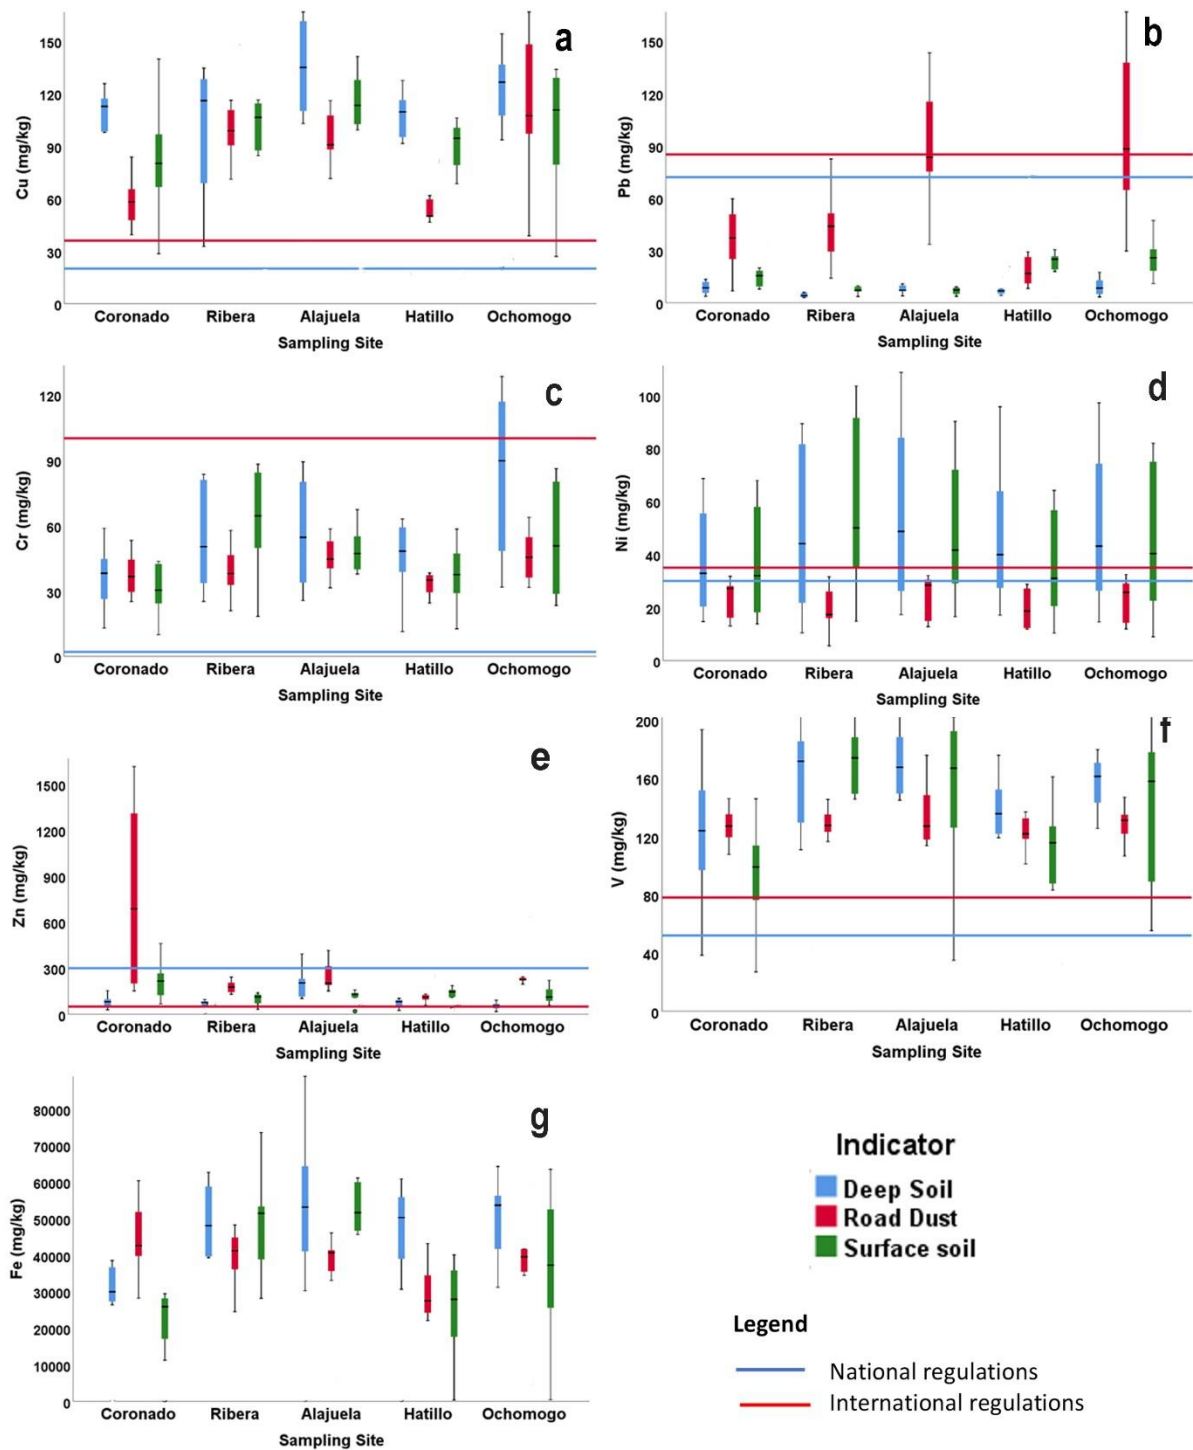 a
Cu (mg/kg)
150
120
90
60
30
0
Coronado Ribera Alajuela Hatillo Ochomogo
Sampling Site
b
Pb (mg/kg)
150
120
90
60
30
0
Coronado Ribera Alajuela Hatillo Ochomogo
Sampling Site
c
Cr (mg/kg)
120
90
60
30
0
Coronado Ribera Alajuela Hatillo Ochomogo
Sampling Site
d
Ni (mg/kg)
100
80
60
40
20
0
Coronado Ribera Alajuela Hatillo Ochomogo
Sampling Site
e
Zn (mg/kg)
1500
1200
900
600
300
0
Coronado Ribera Alajuela Hatillo Ochomogo
Sampling Site
f
V (mg/kg)
200
160
120
80
40
0
Coronado Ribera Alajuela Hatillo Ochomogo
Sampling Site
g
Fe (mg/kg)
80000
70000
60000
50000
40000
30000
20000
10000
0
Coronado Ribera Alajuela Hatillo Ochomogo
Sampling Site
Indicator
Deep Soil
Road Dust
Surface soil
Legend
National regulations
International regulations